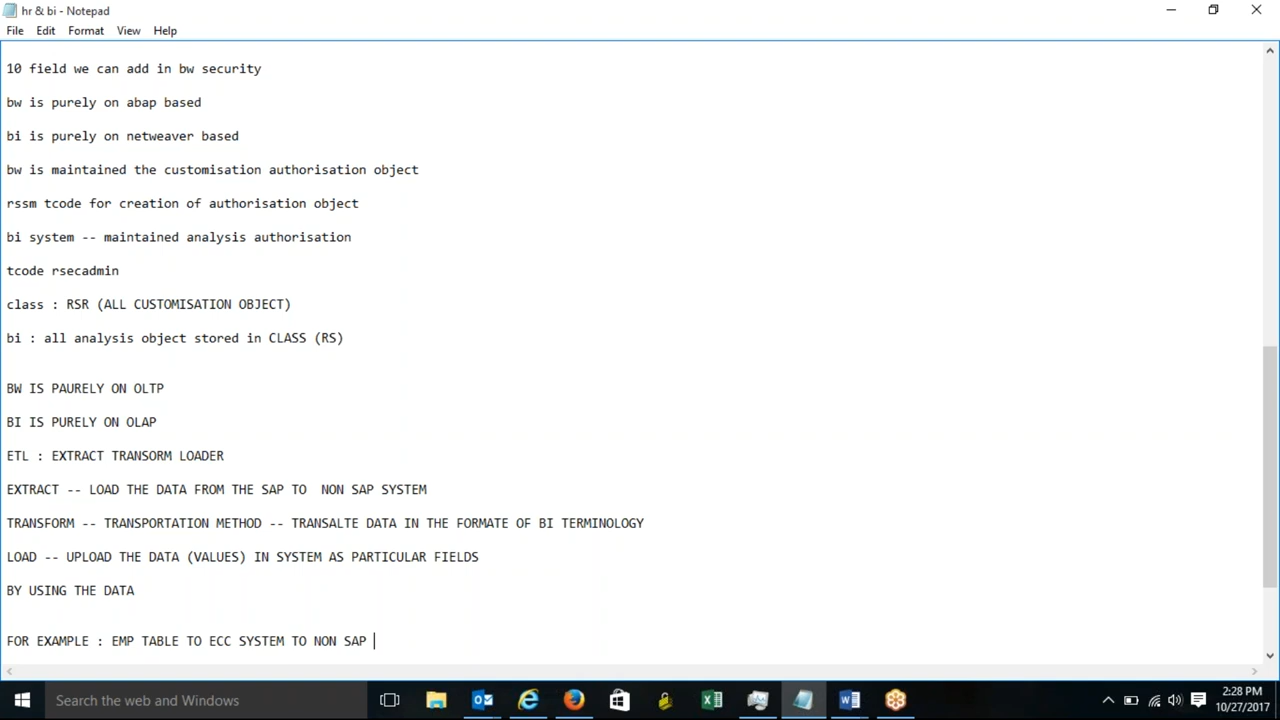 hr & bi - Notepad
File Edit Format View Help
10 field we can add in bw security
bw is purely on abap based
bi is purely on netweaver based
bw is maintained the customisation authorisation object
rssm tcode for creation of authorisation object
bi system -- maintained analysis authorisation
tcode rsecadmin
class : RSR (ALL CUSTOMISATION OBJECT)
bi : all analysis object stored in CLASS (RS)
BW IS PAURELY ON OLTP
BI IS PURELY ON OLAP
ETL : EXTRACT TRANSORM LOADER
EXTRACT -- LOAD THE DATA FROM THE SAP TO  NON SAP SYSTEM
TRANSFORM -- TRANSPORTATION METHOD -- TRANSALTE DATA IN THE FORMATE OF BI TERMINOLOGY
LOAD -- UPLOAD THE DATA (VALUES) IN SYSTEM AS PARTICULAR FIELDS
BY USING THE DATA
FOR EXAMPLE : EMP TABLE TO ECC SYSTEM TO NON SAP
Search the web and Windows
2:28 PM
10/27/2017